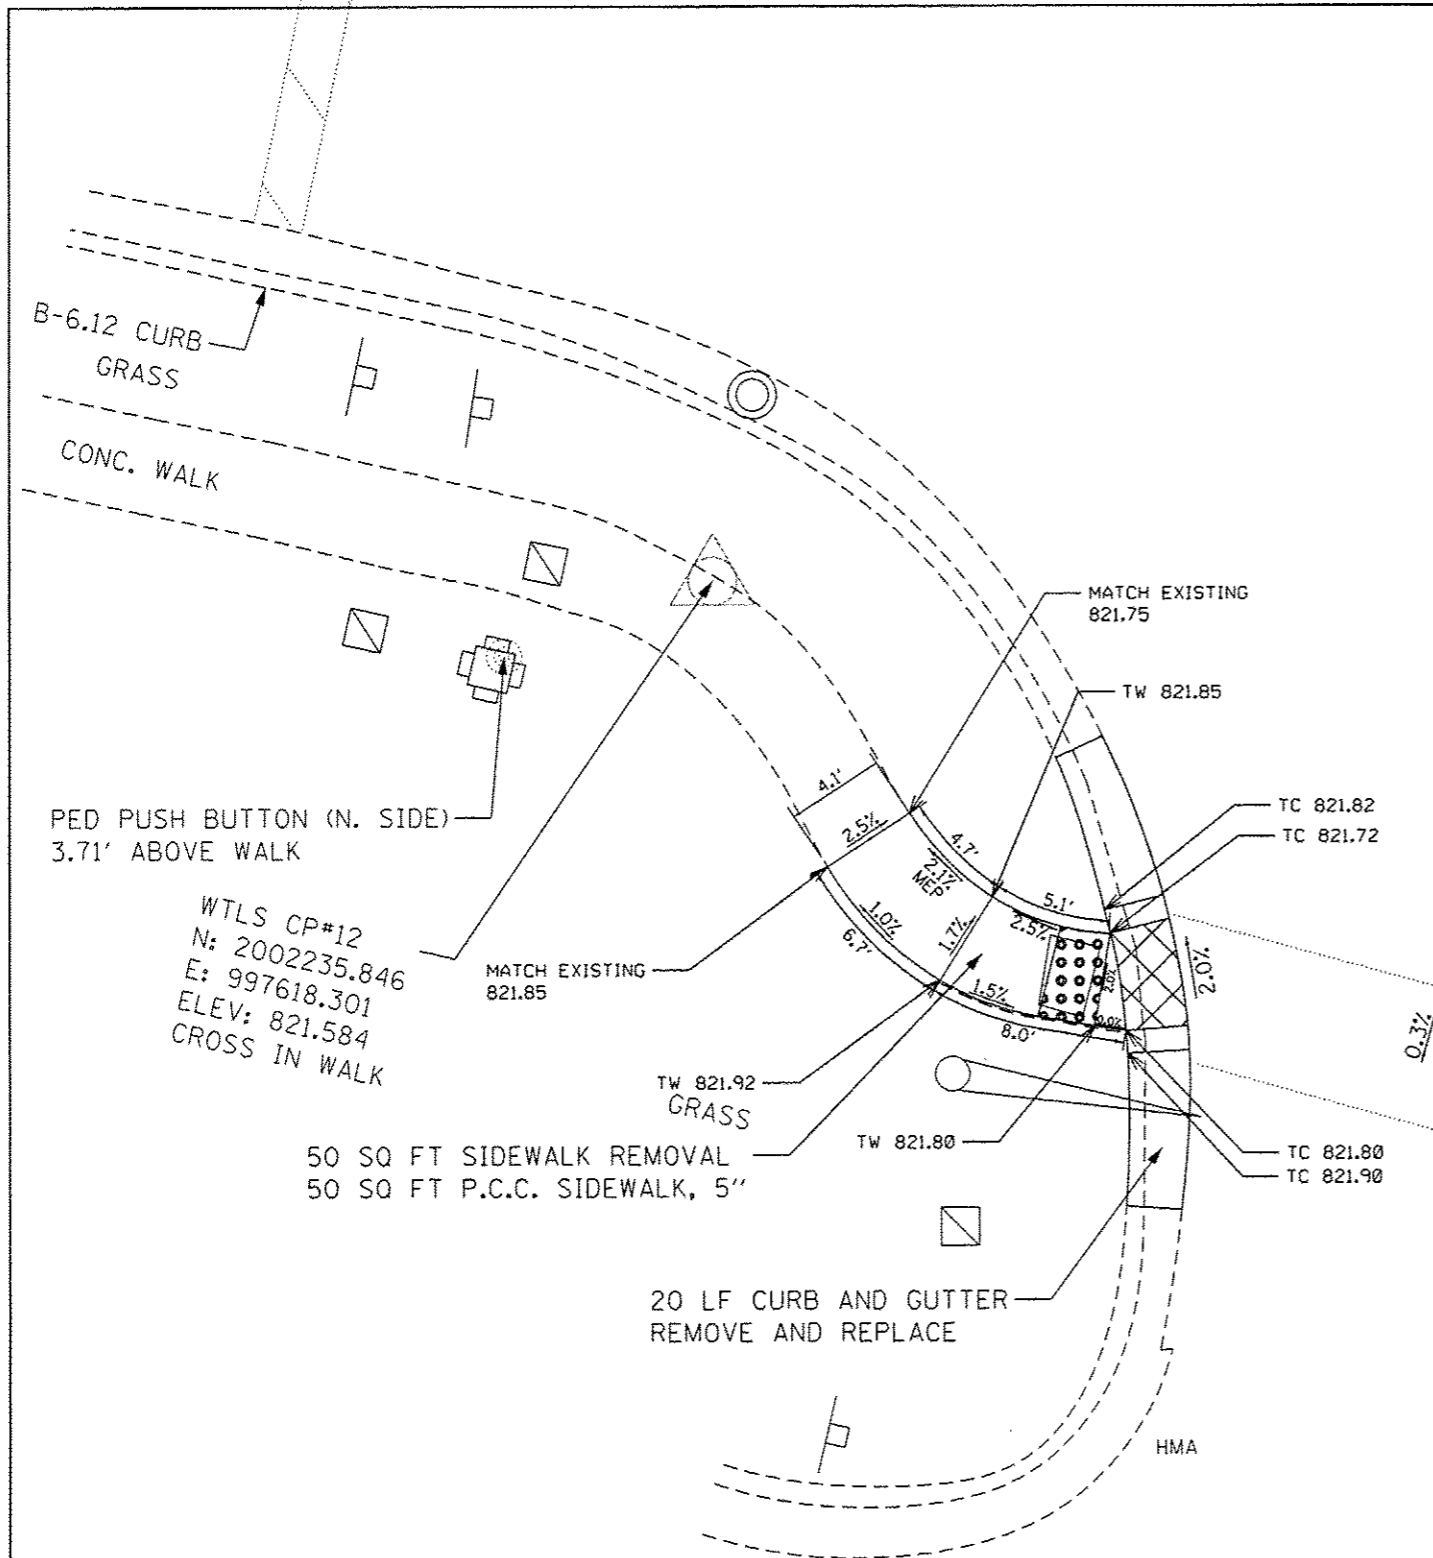 B-6.12 CURB
GRASS
CONC. WALK
MATCH EXISTING
821.75
TW 821.85
4.1'
PED PUSH BUTTON (N. SIDE)
3.71' ABOVE WALK
2.5%
4.7'
2.1%
MEP
TC 821.82
TC 821.72
5.1'
2.5%
1.0%
6.7'
1.7%
WTLS CP#12
N: 2002235.846
E: 997618.301
ELEV: 821.584
CROSS IN WALK
MATCH EXISTING
821.85
1.5%
2.0%
2.0%
0.0%
8.0'
0.3%
TW 821.92
GRASS
TW 821.80
50 SQ FT SIDEWALK REMOVAL
50 SQ FT P.C.C. SIDEWALK, 5"
TC 821.80
TC 821.90
20 LF CURB AND GUTTER
REMOVE AND REPLACE
HMA